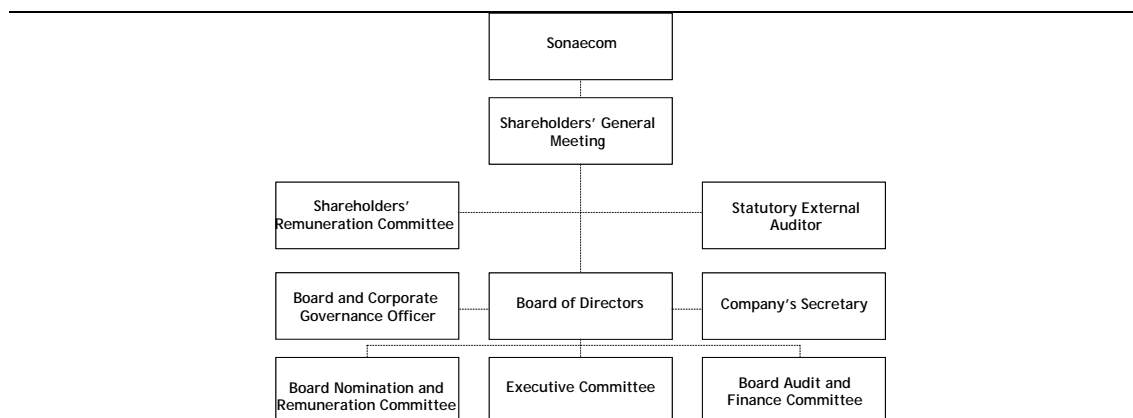 Sonaecom
Shareholders' General
Meeting
Shareholders'
Remuneration Committee
Statutory External
Auditor
Board and Corporate
Governance Officer
Board of Directors
Company's Secretary
Board Nomination and
Remuneration Committee
Executive Committee
Board Audit and
Finance Committee